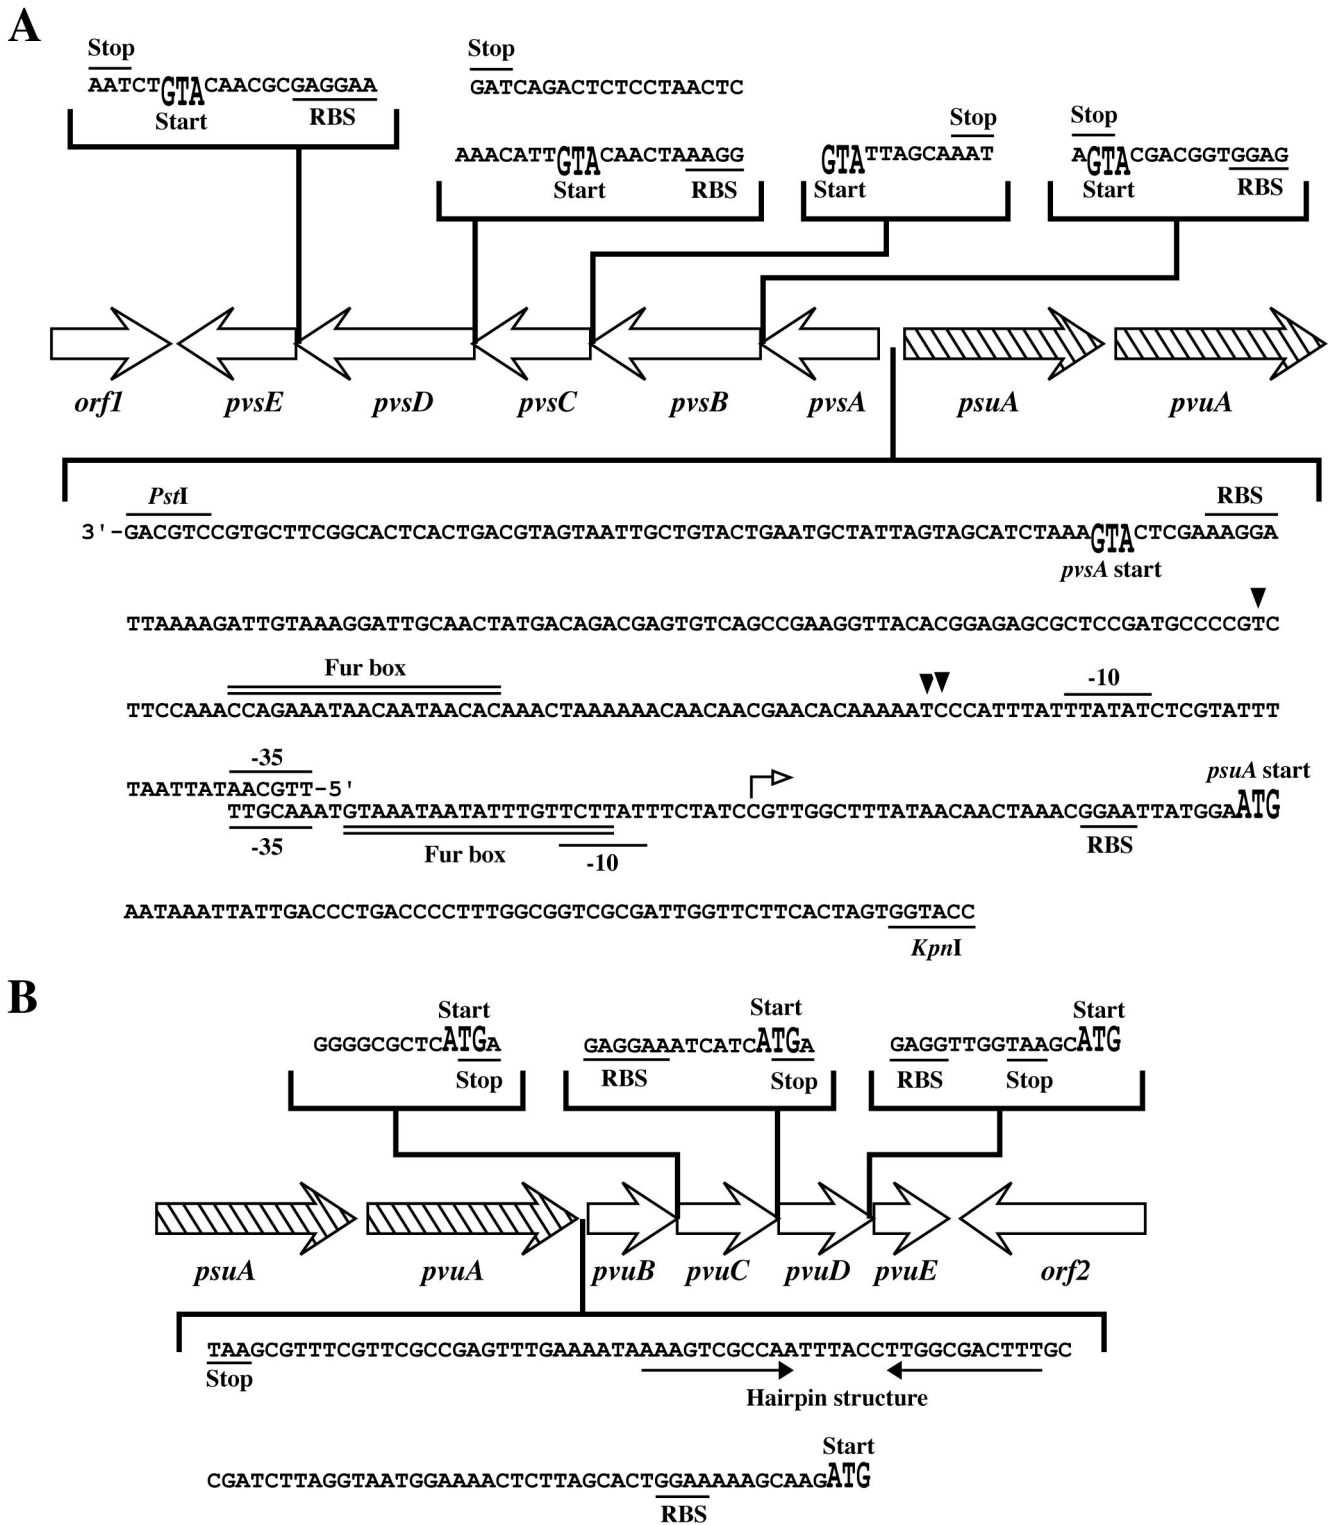 A
Stop
AATCTGTACAACGCGAGGAA
Start RBS
Stop
GATCAGACTCTCCTAACTC
AAACATTGTACAACTAAAGG
Start RBS
Stop
GTATTAGCAAAT
Start
Stop
AGTACGACGGTGGAG
Start RBS
orf1 pvsE pvsD pvsC pvsB pvsA psuA pvuA
PstI RBS
3'-GACGTCCGTGCTTCGGCACTCACTGACGTAGTAATTGCTGTACTGAATGCTATTAGTAGCATCTAAAGTACTCGAAAGGA
pvsA start
TTAAAAGATTGTAAAGGATTGCAACTATGACAGACGAGTGTCAGCCGAAGGTTACACGGAGAGCGCTCCGATGCCCCGTC
Fur box -10
TTCCAAACCAGAAATAACAATAACACAAACTAAAAAACAACAACGAACACAAAAATCCCATTTATTTATATCTCGTATTT
-35
TAATTATAACGTT-5'
psuA start
TTGCAAATGTAAATAATATTTGTTCTTATTTCTATCCGTTGGCTTTATAACAACTAAACGGAATTATGGAATG
-35 Fur box -10 RBS
AATAAATTATTGACCCTGACCCCTTTGGCGGTCGCGATTGGTTCTTCACTAGTGGTACC
KpnI
B
Start
GGGGCGCTCATGA
Stop
Start
GAGGAAATCATCATGA
RBS Stop
Start
GAGGTTGGTAAGCATG
RBS Stop
psuA pvuA pvuB pvuC pvuD pvuE orf2
TAAGCGTTTCGTTCGCCGAGTTTGAAAATAAAAGTCGCCAATTTACCTTGGCGACTTTGC
Stop
Hairpin structure
Start
CGATCTTAGGTAATGGAAAACTCTTAGCACTGGAAAAAGCAAGATG
RBS